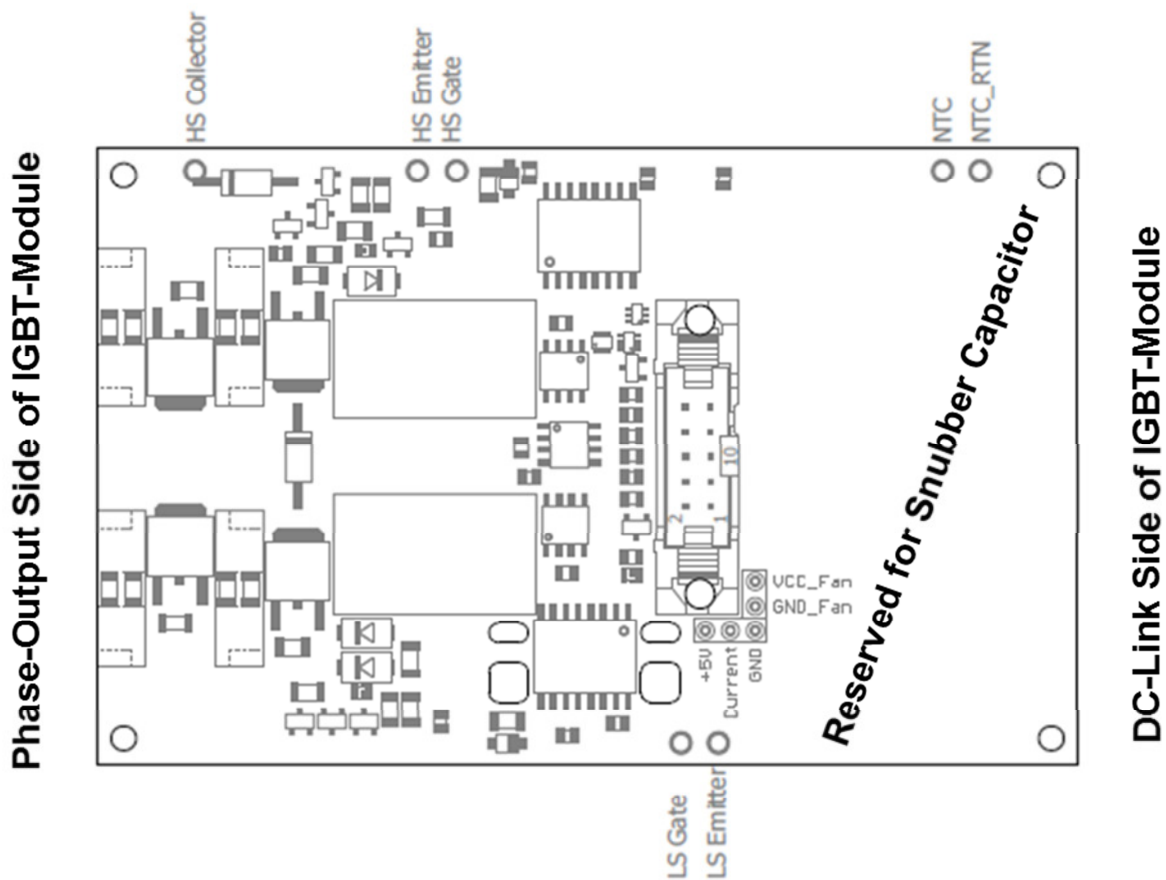 Phase-Output Side of IGBT-Module
HS Collector
HS Emitter
HS Gate
NTC
NTC_RTN
10
2
1
VCC_Fan
GND_Fan
+5V
Current
GND
Reserved for Snubber Capacitor
LS Gate
LS Emitter
DC-Link Side of IGBT-Module